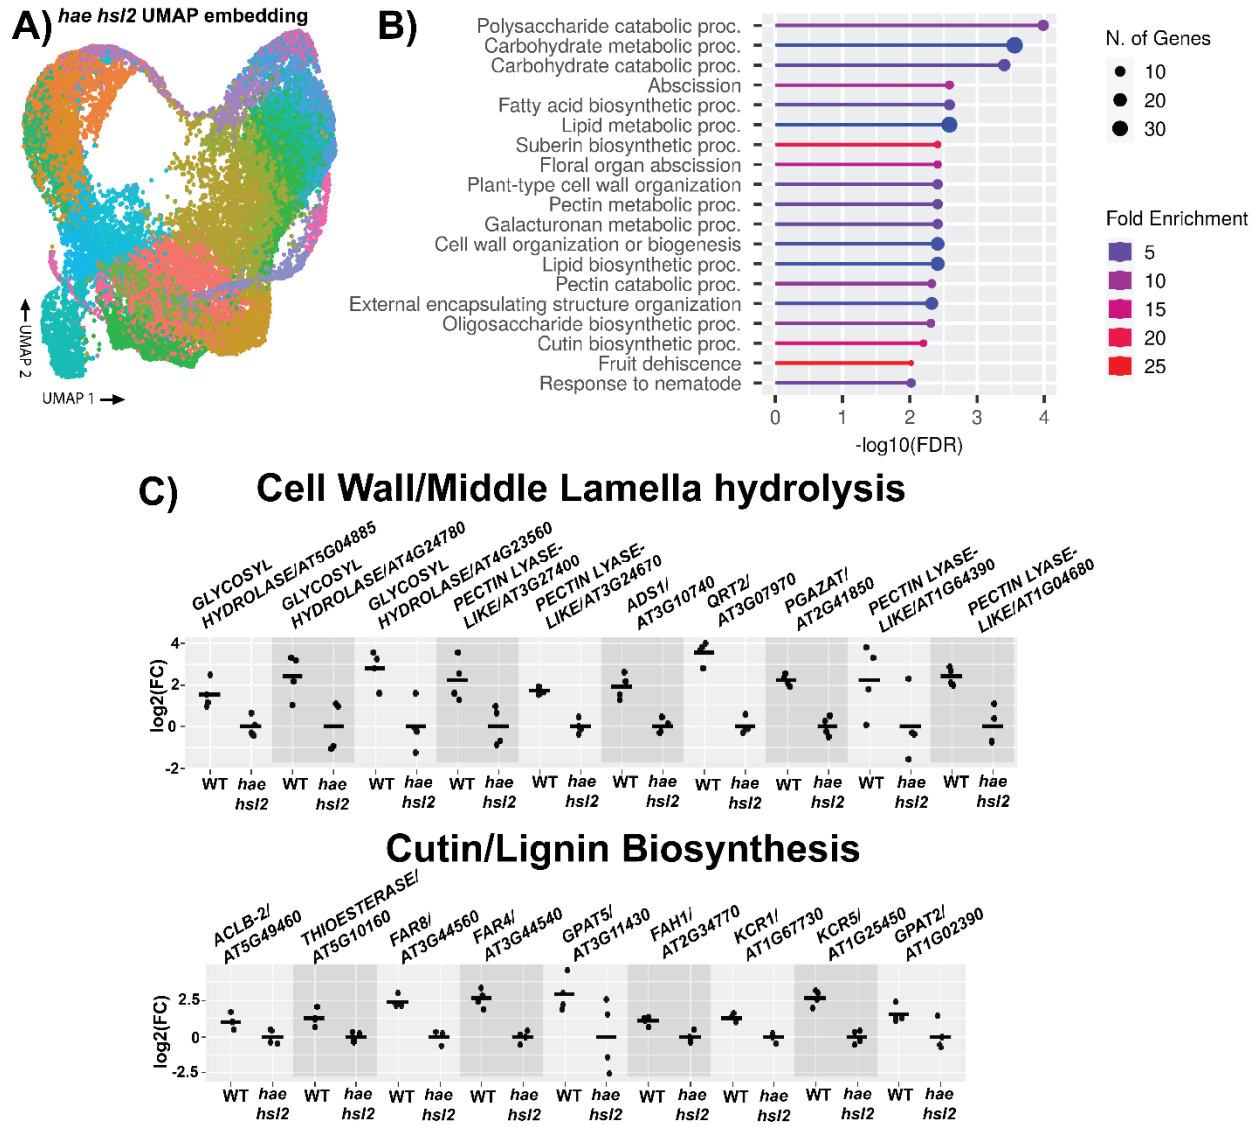 A)
hae hsl2 UMAP embedding
UMAP 2
UMAP 1
B)
Polysaccharide catabolic proc.
Carbohydrate metabolic proc.
Carbohydrate catabolic proc.
Abscission
Fatty acid biosynthetic proc.
Lipid metabolic proc.
Suberin biosynthetic proc.
Floral organ abscission
Plant-type cell wall organization
Pectin metabolic proc.
Galacturonan metabolic proc.
Cell wall organization or biogenesis
Lipid biosynthetic proc.
Pectin catabolic proc.
External encapsulating structure organization
Oligosaccharide biosynthetic proc.
Cutin biosynthetic proc.
Fruit dehiscence
Response to nematode
0 1 2 3 4
-log10(FDR)
N. of Genes
10
20
30
Fold Enrichment
5
10
15
20
25
C)
Cell Wall/Middle Lamella hydrolysis
GLYCOSYL
HYDROLASE/AT5G04885
GLYCOSYL
HYDROLASE/AT4G24780
GLYCOSYL
HYDROLASE/AT4G23560
PECTIN LYASE-
LIKE/AT3G27400
PECTIN LYASE-
LIKE/AT3G24670
ADS1/
AT3G10740
QRT2/
AT3G07970
PGAZAT/
AT2G41850
PECTIN LYASE-
LIKE/AT1G64390
PECTIN LYASE-
LIKE/AT1G04680
log2(FC)
4
2
0
-2
WT hae WT hae WT hae WT hae WT hae WT hae WT hae WT hae WT hae WT hae
hsl2 hsl2 hsl2 hsl2 hsl2 hsl2 hsl2 hsl2 hsl2 hsl2
Cutin/Lignin Biosynthesis
ACLB-2/
AT5G49460
THIOESTERASE/
AT5G10160
FAR8/
AT3G44560
FAR4/
AT3G44540
GPAT5/
AT3G11430
FAH1/
AT2G34770
KCR1/
AT1G67730
KCR5/
AT1G25450
GPAT2/
AT1G02390
log2(FC)
2.5
0
-2.5
WT hae WT hae WT hae WT hae WT hae WT hae WT hae WT hae WT hae
hsl2 hsl2 hsl2 hsl2 hsl2 hsl2 hsl2 hsl2 hsl2